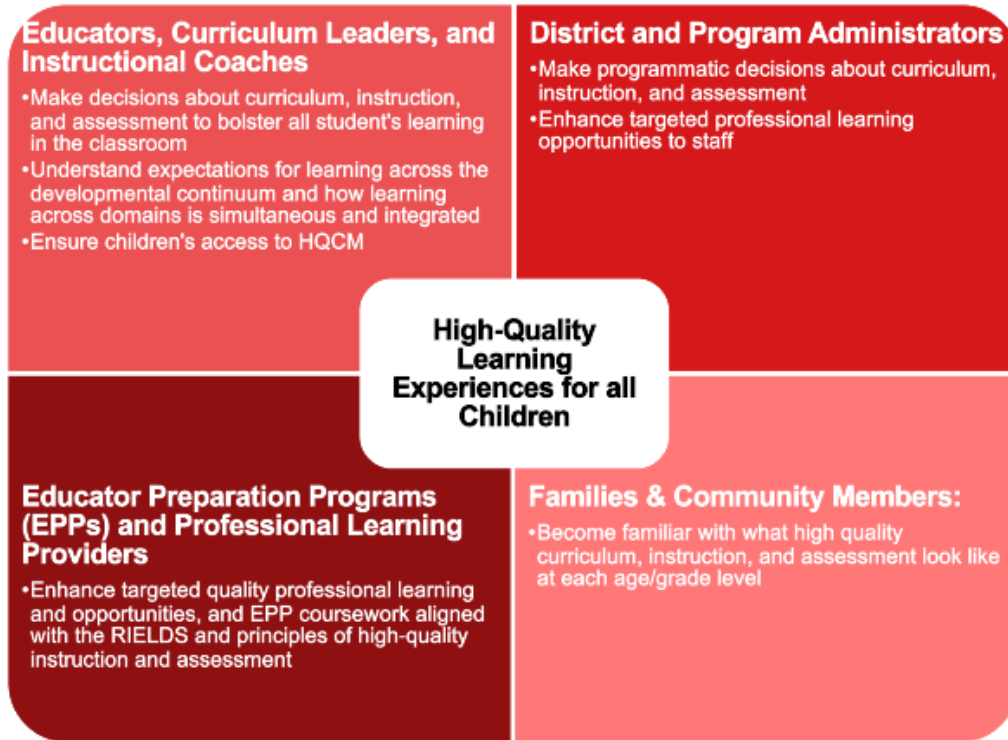 Educators, Curriculum Leaders, and
Instructional Coaches
•Make decisions about curriculum, instruction,
and assessment to bolster all student's learning
in the classroom
•Understand expectations for learning across the
developmental continuum and how learning
across domains is simultaneous and integrated
•Ensure children's access to HQCM
District and Program Administrators
•Make programmatic decisions about curriculum,
instruction, and assessment
•Enhance targeted professional learning
opportunities to staff
High-Quality
Learning
Experiences for all
Children
Educator Preparation Programs
(EPPs) and Professional Learning
Providers
•Enhance targeted quality professional learning
and opportunities, and EPP coursework aligned
with the RIELDS and principles of high-quality
instruction and assessment
Families & Community Members:
•Become familiar with what high quality
curriculum, instruction, and assessment look like
at each age/grade level